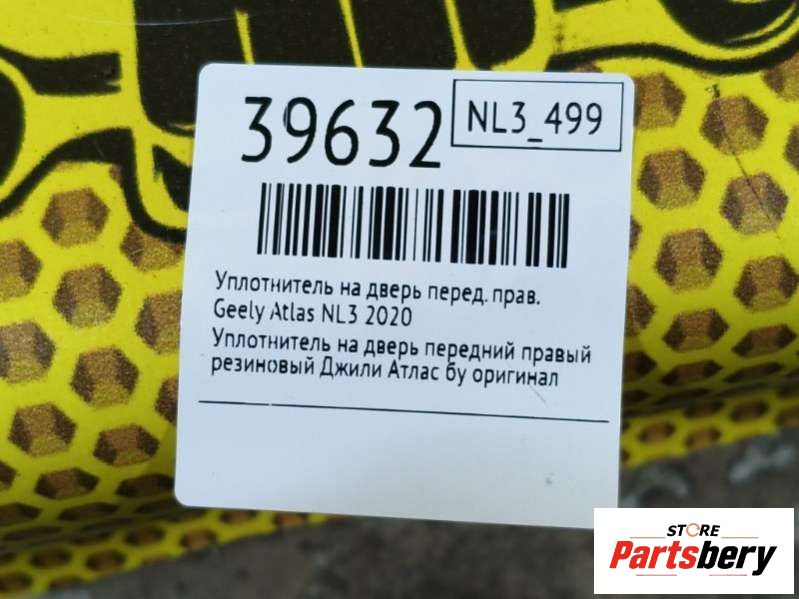 39632
NL3_499
Уплотнитель на дверь перед. прав.
Geely Atlas NL3 2020
Уплотнитель на дверь передний правый
резиновый Джили Атлас бу оригинал
STORE
Partsbery